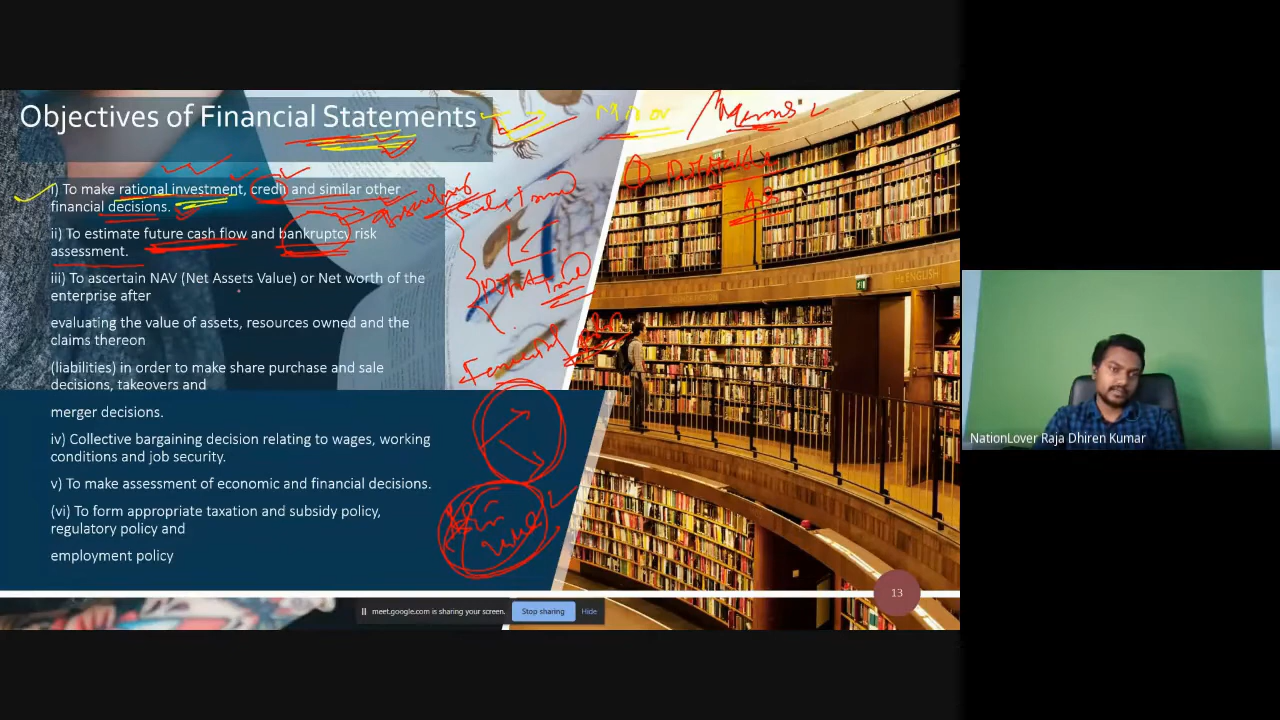 Objectives of Financial Statements
i) To make rational investment, credit and similar other
financial decisions.
ii) To estimate future cash flow and bankruptcy risk
assessment.
iii) To ascertain NAV (Net Assets Value) or Net worth of the
enterprise after
evaluating the value of assets, resources owned and the
claims thereon
(liabilities) in order to make share purchase and sale
decisions, takeovers and
merger decisions.
iv) Collective bargaining decision relating to wages, working
conditions and job security.
v) To make assessment of economic and financial decisions.
(vi) To form appropriate taxation and subsidy policy,
regulatory policy and
employment policy
ENGLISH
13
meet.google.com is sharing your screen.
Stop sharing
Hide
NationLover Raja Dhiren Kumar